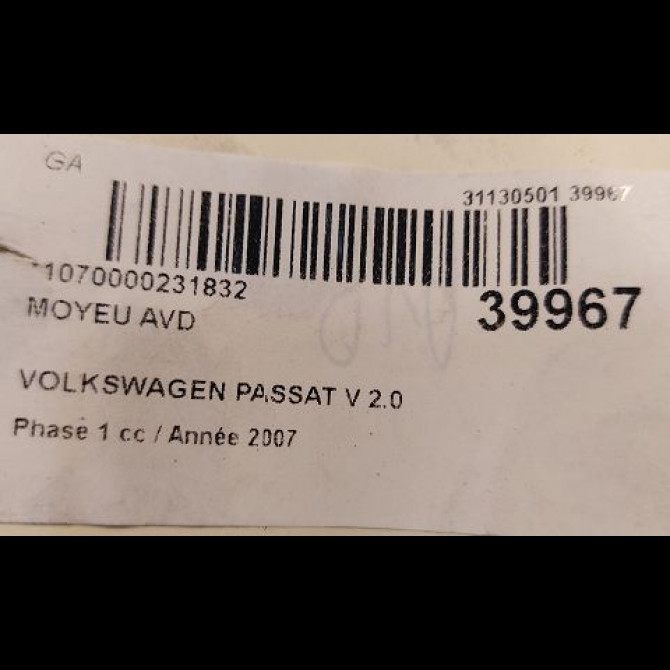 GA
31130501 39967
1070000231832
MOYEU AVD
39967
VOLKSWAGEN PASSAT V 2.0
Phase 1 cc / Année 2007